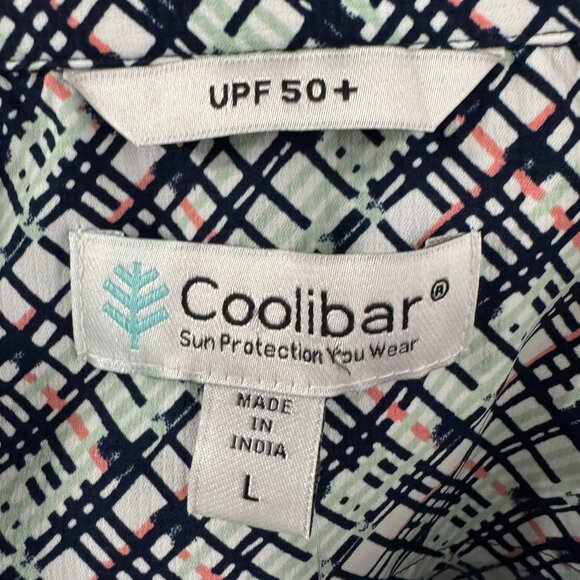 UPF 50+
Coolibar®
Sun Protection You Wear
MADE
IN
INDIA
L